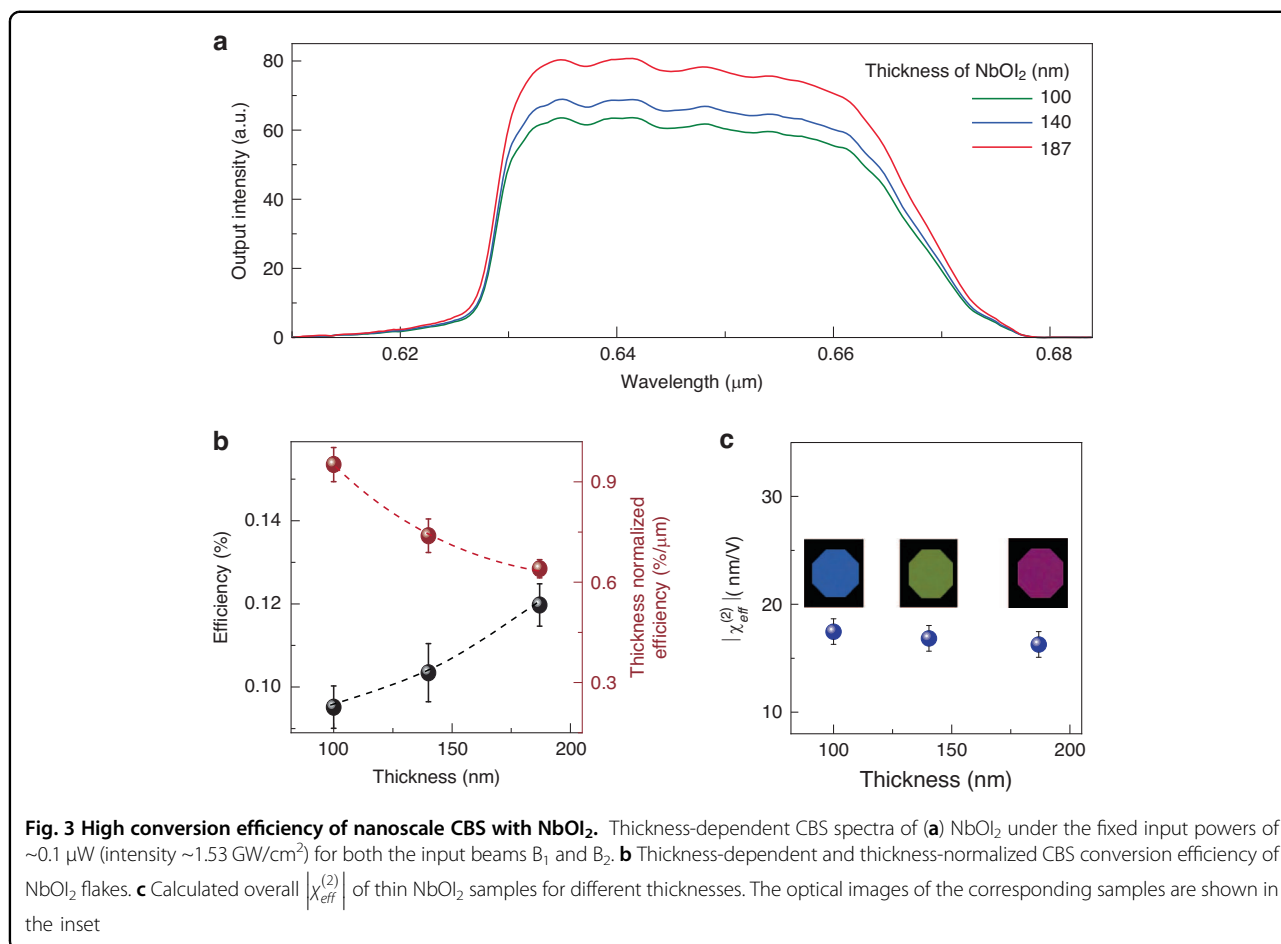 a
Thickness of NbOI₂ (nm)
100
140
187
80
60
40
20
0
Output intensity (a.u.)
0.62
0.64
0.66
0.68
Wavelength (μm)
b
0.14
0.12
0.10
Efficiency (%)
0.9
0.6
0.3
Thickness normalized
efficiency (%/μm)
100
150
200
Thickness (nm)
c
30
20
10
|χ_eff^(2)|( nm/V)
100
150
200
Thickness (nm)
Fig. 3 High conversion efficiency of nanoscale CBS with NbOI₂. Thickness-dependent CBS spectra of (a) NbOI₂ under the fixed input powers of
~0.1 μW (intensity ~1.53 GW/cm²) for both the input beams B₁ and B₂. b Thickness-dependent and thickness-normalized CBS conversion efficiency of
NbOI₂ flakes. c Calculated overall |χ_eff^(2)| of thin NbOI₂ samples for different thicknesses. The optical images of the corresponding samples are shown in
the inset